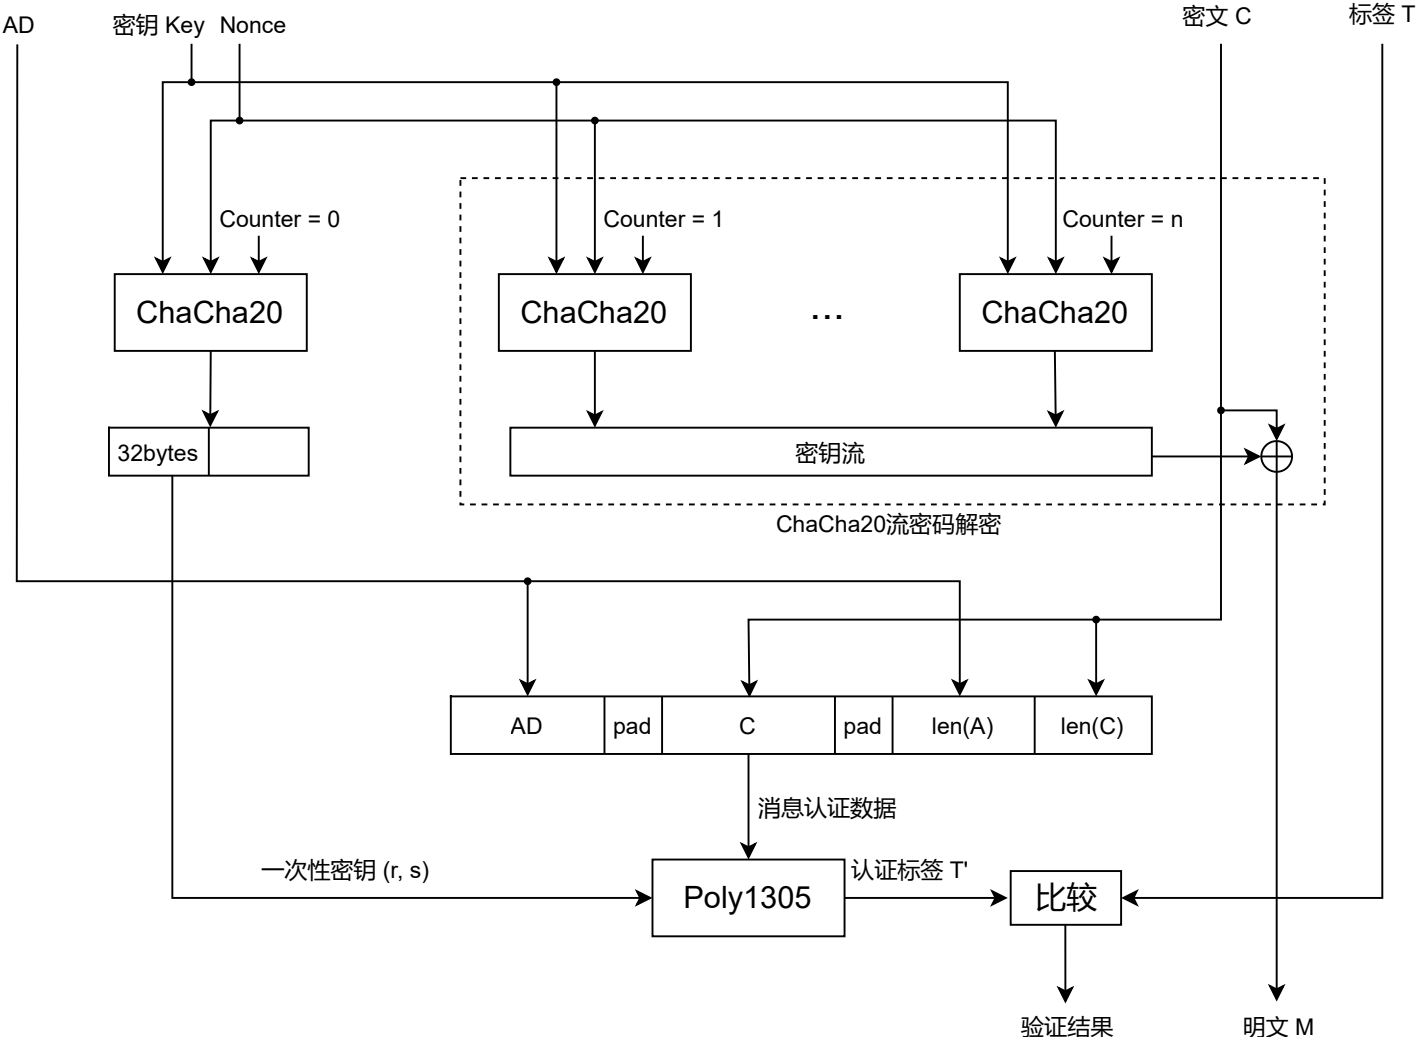 AD
密钥 Key
Nonce
密文 C
标签 T
Counter = 0
Counter = 1
Counter = n
ChaCha20
ChaCha20
...
ChaCha20
32bytes
密钥流
ChaCha20流密码解密
AD
pad
C
pad
len(A)
len(C)
消息认证数据
一次性密钥 (r, s)
Poly1305
认证标签 T'
比较
验证结果
明文 M